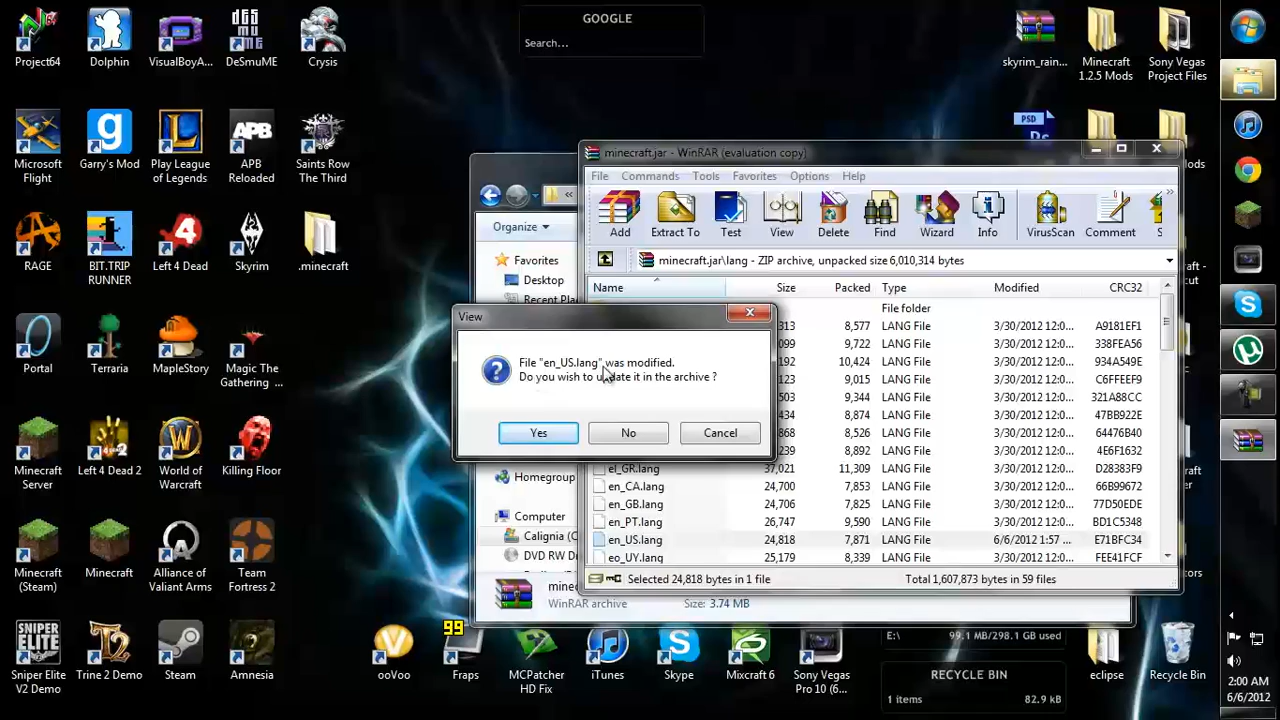 GOOGLE
Search...
Project64
Dolphin
VisualBoyA...
DeSmuME
Crysis
skyrim_rain...
Minecraft
1.2.5 Mods
Sony Vegas
Project Files
Microsoft
Flight
Garry's Mod
Play League
of Legends
APB
Reloaded
Saints Row
The Third
RAGE
BIT.TRIP
RUNNER
Left 4 Dead
Skyrim
.minecraft
Portal
Terraria
MapleStory
Magic The
Gathering ...
Minecraft
Server
Left 4 Dead 2
World of
Warcraft
Killing Floor
Minecraft
(Steam)
Minecraft
Alliance of
Valiant Arms
Team
Fortress 2
Sniper Elite
V2 Demo
Trine 2 Demo
Steam
Amnesia
PSD
minecraft.jar - WinRAR (evaluation copy)
File Commands Tools Favorites Options Help
Add Extract To Test View Delete Find Wizard Info VirusScan Comment S
minecraft.jar\lang - ZIP archive, unpacked size 6,010,314 bytes
Name Size Packed Type Modified CRC32
File folder
313 8,577 LANG File 3/30/2012 12:0... A9181EF1
099 9,722 LANG File 3/30/2012 12:0... 338FEA56
192 10,424 LANG File 3/30/2012 12:0... 934A549E
123 9,015 LANG File 3/30/2012 12:0... C6FFEEF9
503 9,344 LANG File 3/30/2012 12:0... 321A88CC
434 8,874 LANG File 3/30/2012 12:0... 47BB922E
868 8,526 LANG File 3/30/2012 12:0... 64476B40
239 8,892 LANG File 3/30/2012 12:0... 4E6F1632
el_GR.lang 37,021 11,309 LANG File 3/30/2012 12:0... D28383F9
en_CA.lang 24,700 7,853 LANG File 3/30/2012 12:0... 66B99672
en_GB.lang 24,706 7,825 LANG File 3/30/2012 12:0... 77D50EDE
en_PT.lang 26,747 9,590 LANG File 3/30/2012 12:0... BD1C5348
en_US.lang 24,818 7,871 LANG File 6/6/2012 1:57 ... E71BFC34
eo_UY.lang 25,179 8,339 LANG File 3/30/2012 12:0... FEE41FCF
Selected 24,818 bytes in 1 file
Total 1,607,873 bytes in 59 files
Organize
Favorites
Desktop
Recent Pla
Homegroup
Computer
Calignia (C
DVD RW D
WinRAR archive
Size: 3.74 MB
View
File "en_US.lang" was modified.
Do you wish to update it in the archive ?
Yes
No
Cancel
99
ooVoo
Fraps
MCPatcher
HD Fix
iTunes
Skype
Mixcraft 6
Sony Vegas
Pro 10 (6...
E:\ 99.1 MB/298.1 GB used
RECYCLE BIN
1 items 82.9 kB
eclipse
Recycle Bin
2:00 AM
6/6/2012